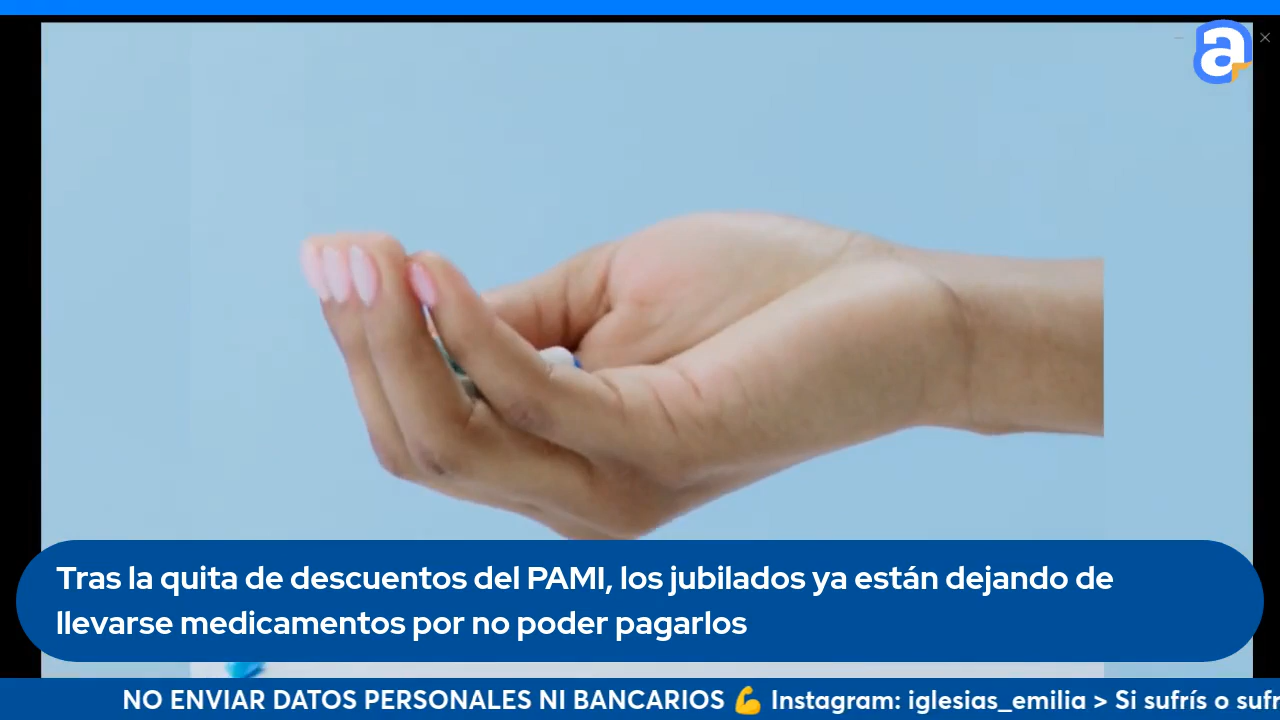 a
Tras la quita de descuentos del PAMI, los jubilados ya están dejando de
llevarse medicamentos por no poder pagarlos
NO ENVIAR DATOS PERSONALES NI BANCARIOS 💪 Instagram: iglesias_emilia > Si sufrís o sufr